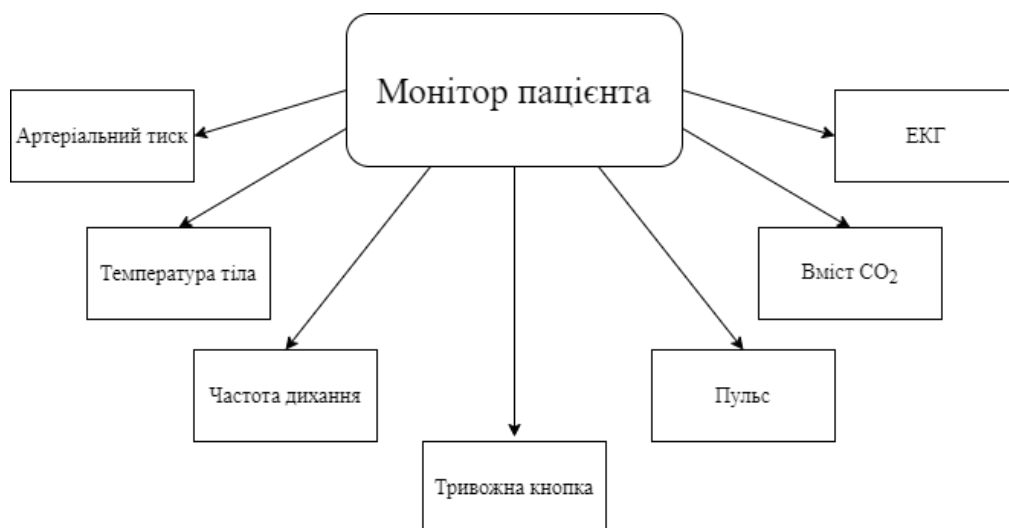 Монітор пацієнта
Артеріальний тиск
ЕКГ
Температура тіла
Вміст CO2
Частота дихання
Пульс
Тривожна кнопка